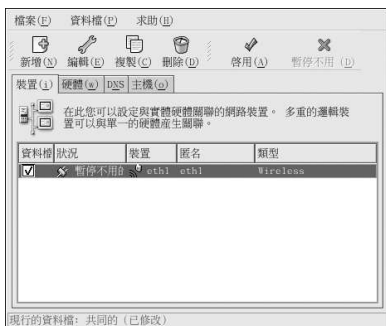 檔案(F) 資料檔(P) 求助(H)
新增(N) 編輯(E) 複製(C) 刪除(D) 啓用(A) 暫停不用 (D)
裝置(i) 硬體(w) DNS 主機(o)
在此您可以設定與實體硬體關聯的網路裝置。 多重的邏輯裝
置可以與單一的硬體產生關聯。
資料檔 狀況 裝置 匿名 類型
暫停不用的 eth1 eth1 Wireless
現行的資料檔: 共同的 (已修改)